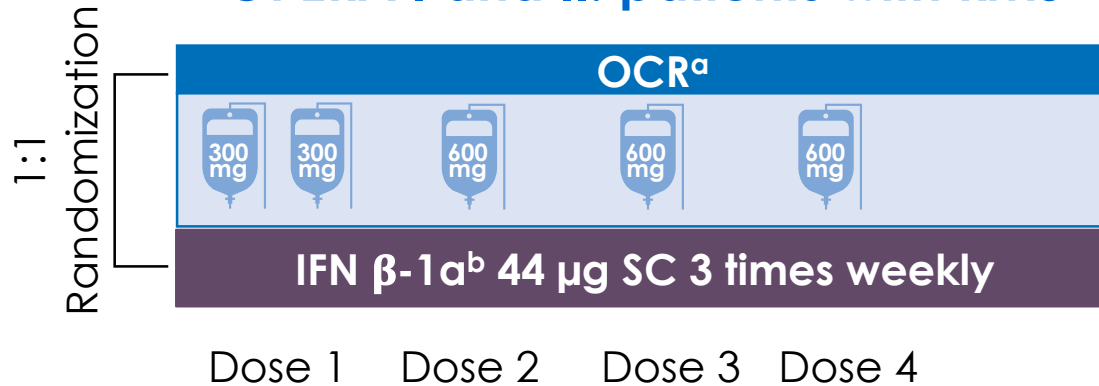 1:1
Randomization
OCRᵃ
300
mg
300
mg
600
mg
600
mg
600
mg
IFN β-1aᵇ 44 µg SC 3 times weekly
Dose 1 Dose 2 Dose 3 Dose 4